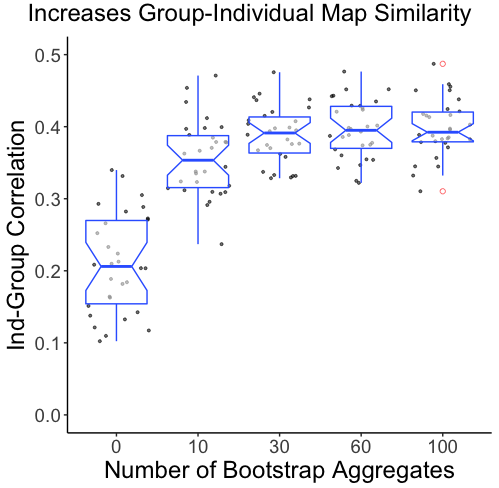 Increases Group-Individual Map Similarity
Ind-Group Correlation
0.5
0.4
0.3
0.2
0.1
0.0
0 10 30 60 100
Number of Bootstrap Aggregates